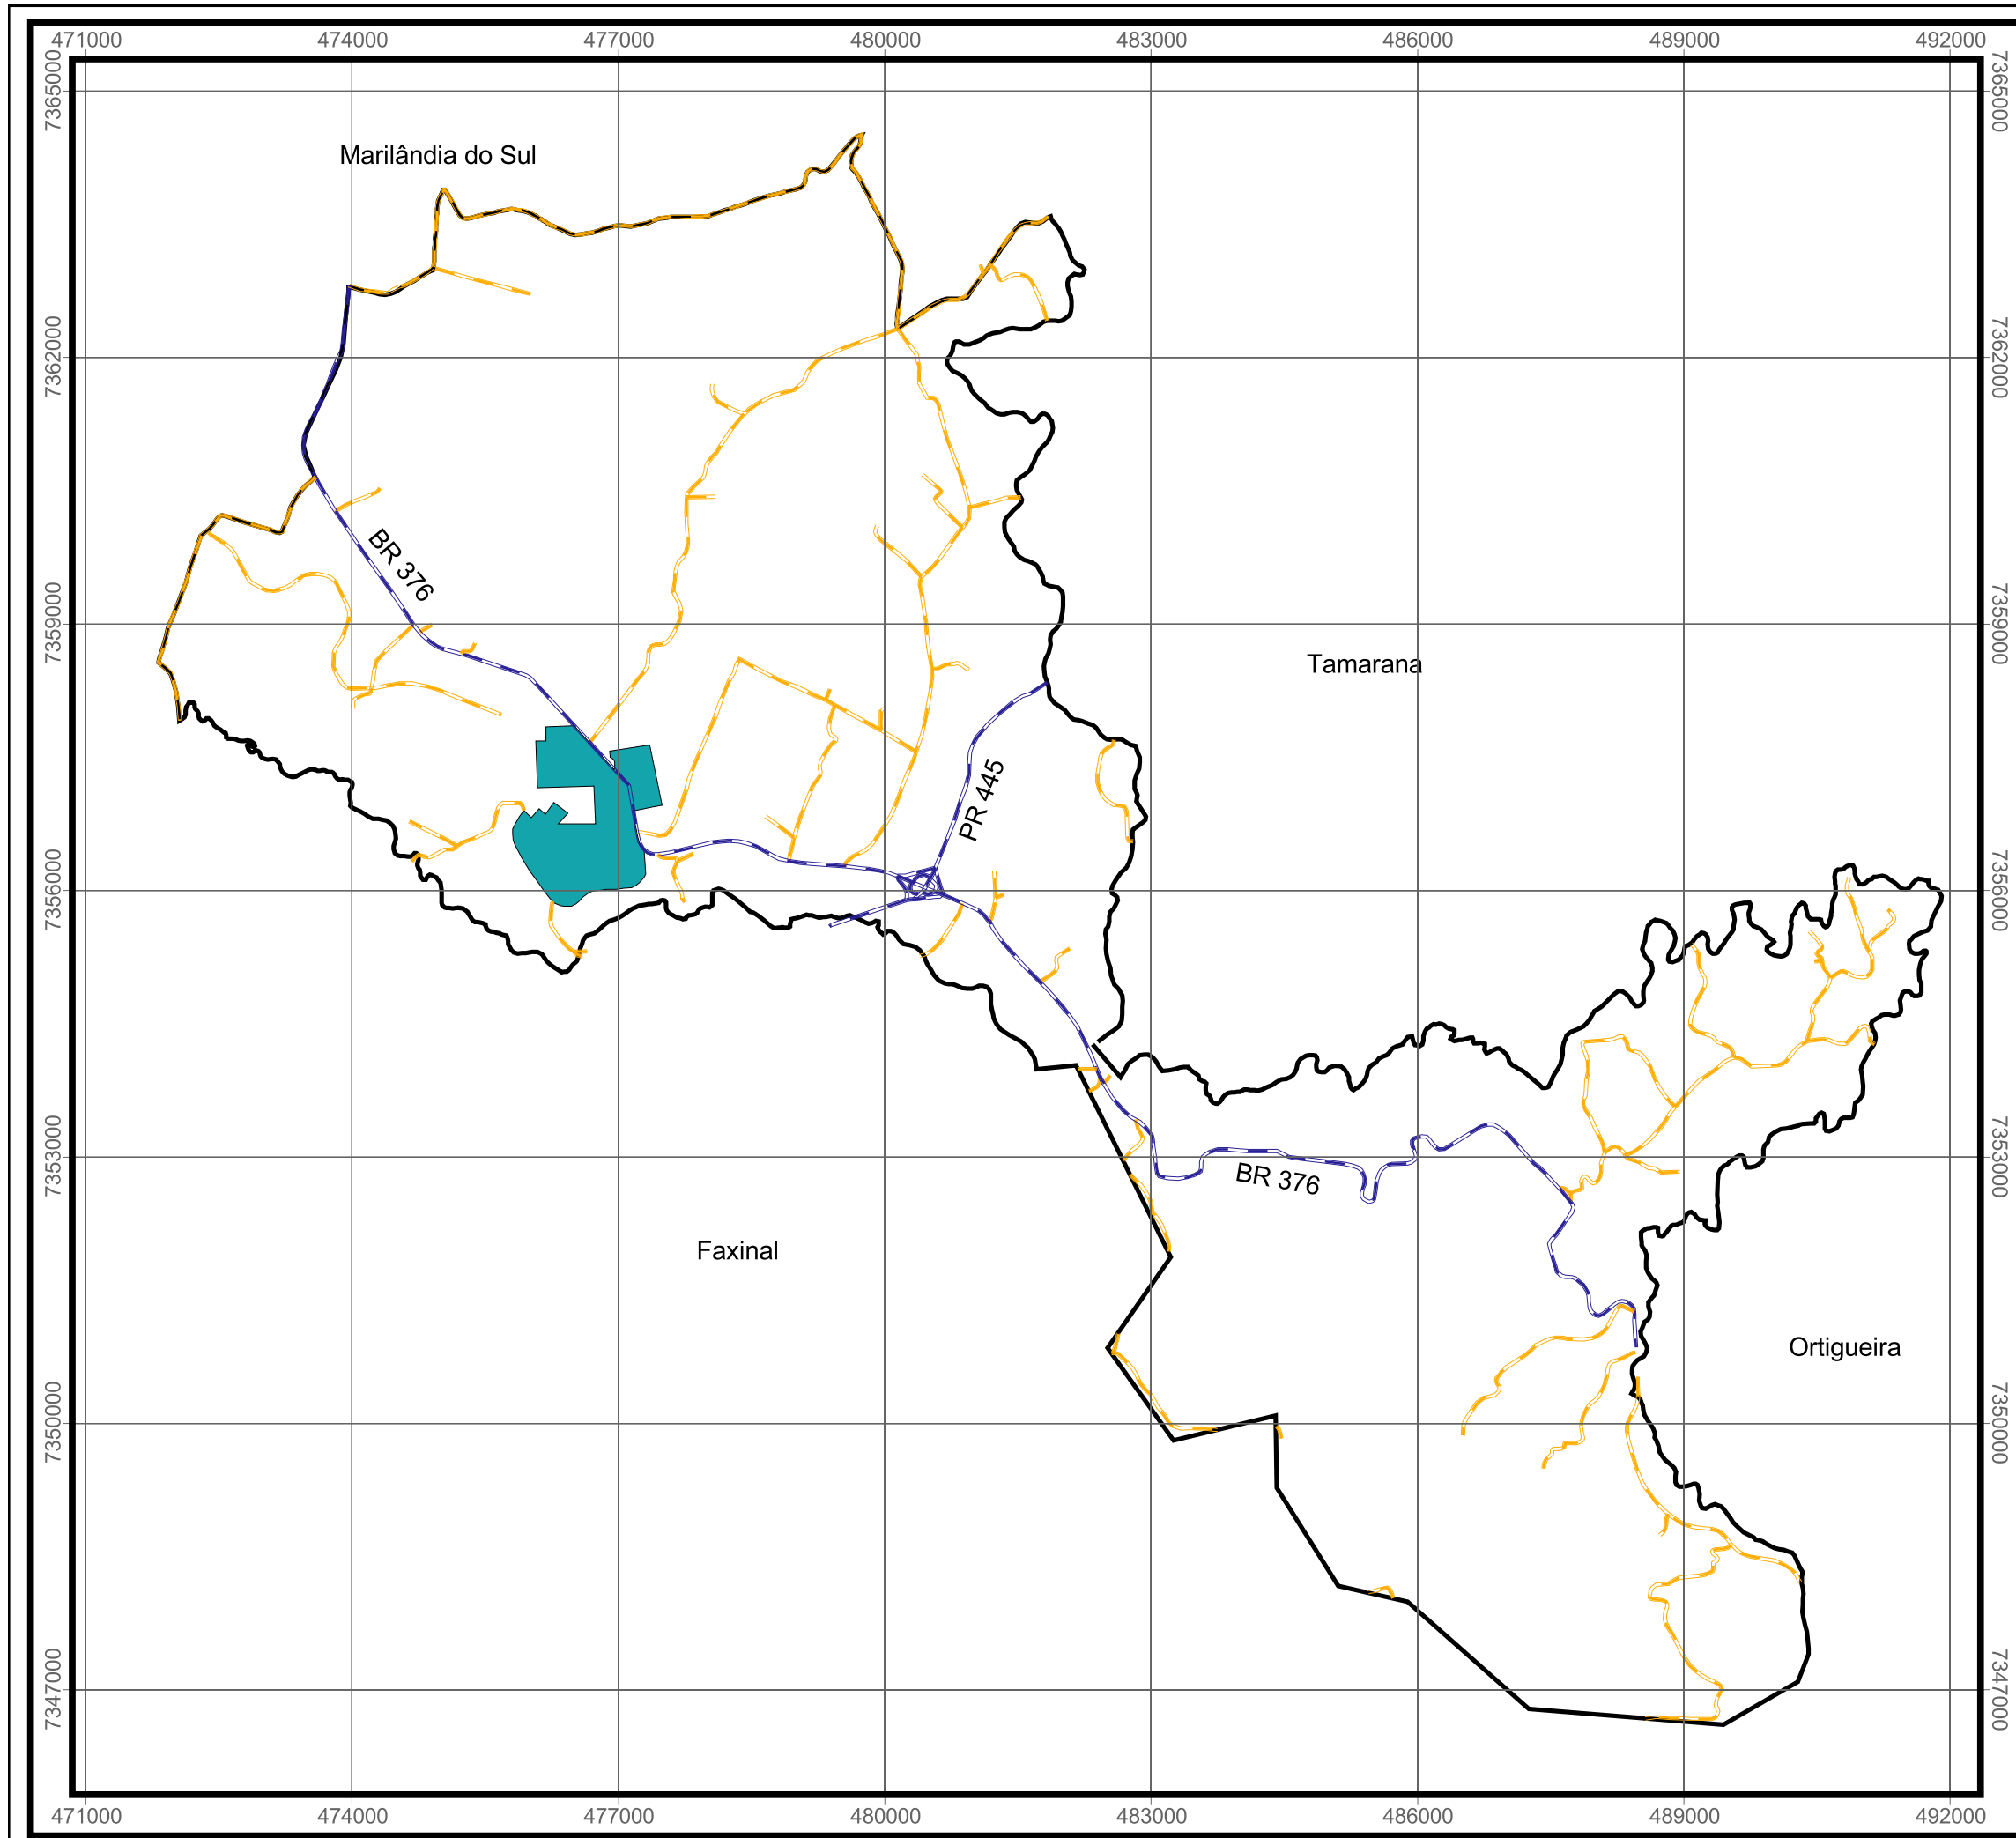 471000 474000 477000 480000 483000 486000 489000 492000
7365000 7365000
Marilândia do Sul
7362000 7362000
BR 376
7359000 7359000
Tamarana
PR 445
7356000 7356000
7353000 7353000
BR 376
Faxinal
Ortigueira
7350000 7350000
7347000 7347000
471000 474000 477000 480000 483000 486000 489000 492000